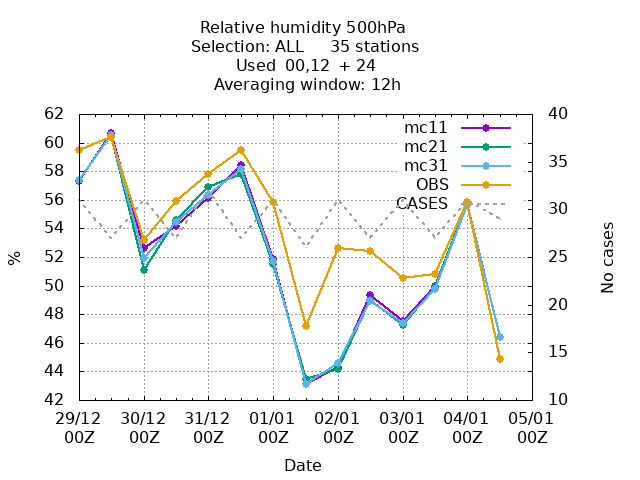 Relative humidity 500hPa
Selection: ALL 35 stations
Used 00,12 + 24
Averaging window: 12h
62 40
60
58 35
56
54 30
52 25
50
48 20
46
44 15
42 10
mc11
mc21
mc31
OBS
CASES
%
No cases
29/12 30/12 31/12 01/01 02/01 03/01 04/01 05/01
00Z 00Z 00Z 00Z 00Z 00Z 00Z 00Z
Date